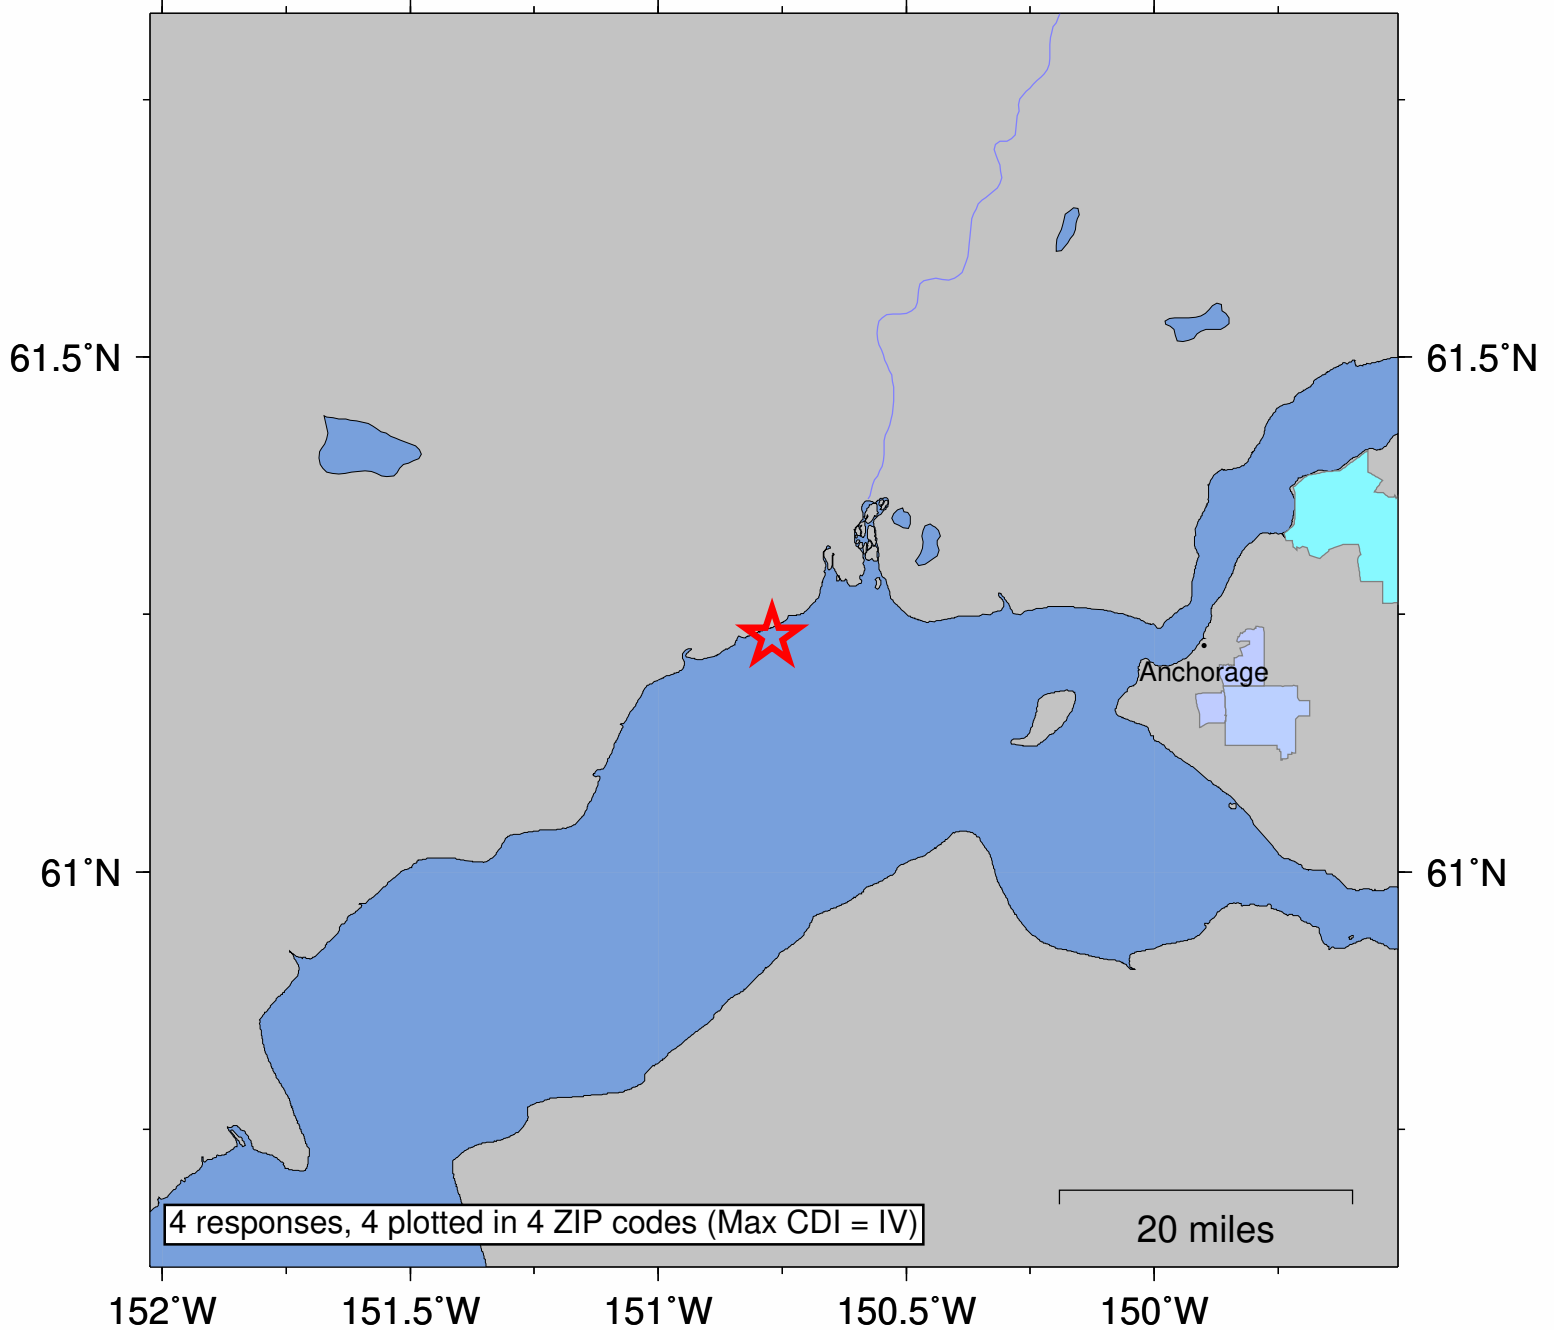 61.5˚N
61.5˚N
Anchorage
61˚N
61˚N
4 responses, 4 plotted in 4 ZIP codes (Max CDI = IV)
20 miles
152˚W
151.5˚W
151˚W
150.5˚W
150˚W